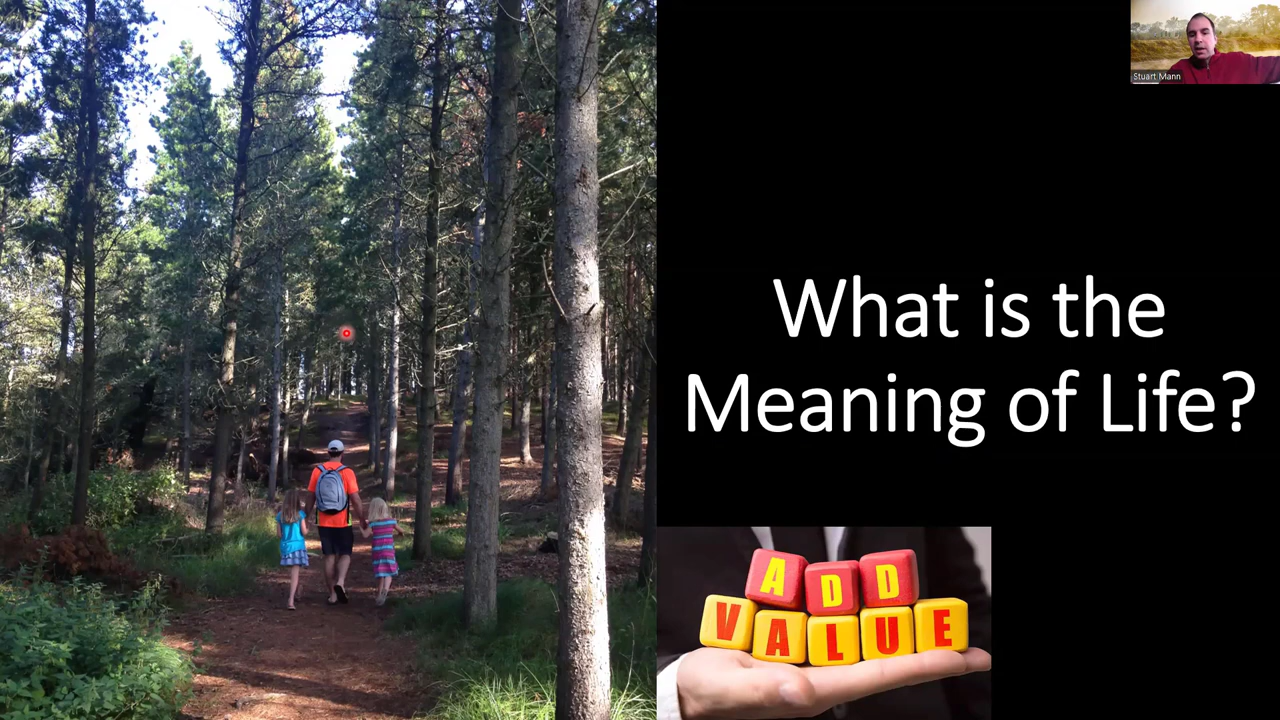 Stuart Mann
What is the
Meaning of Life?
ADD
VALUE